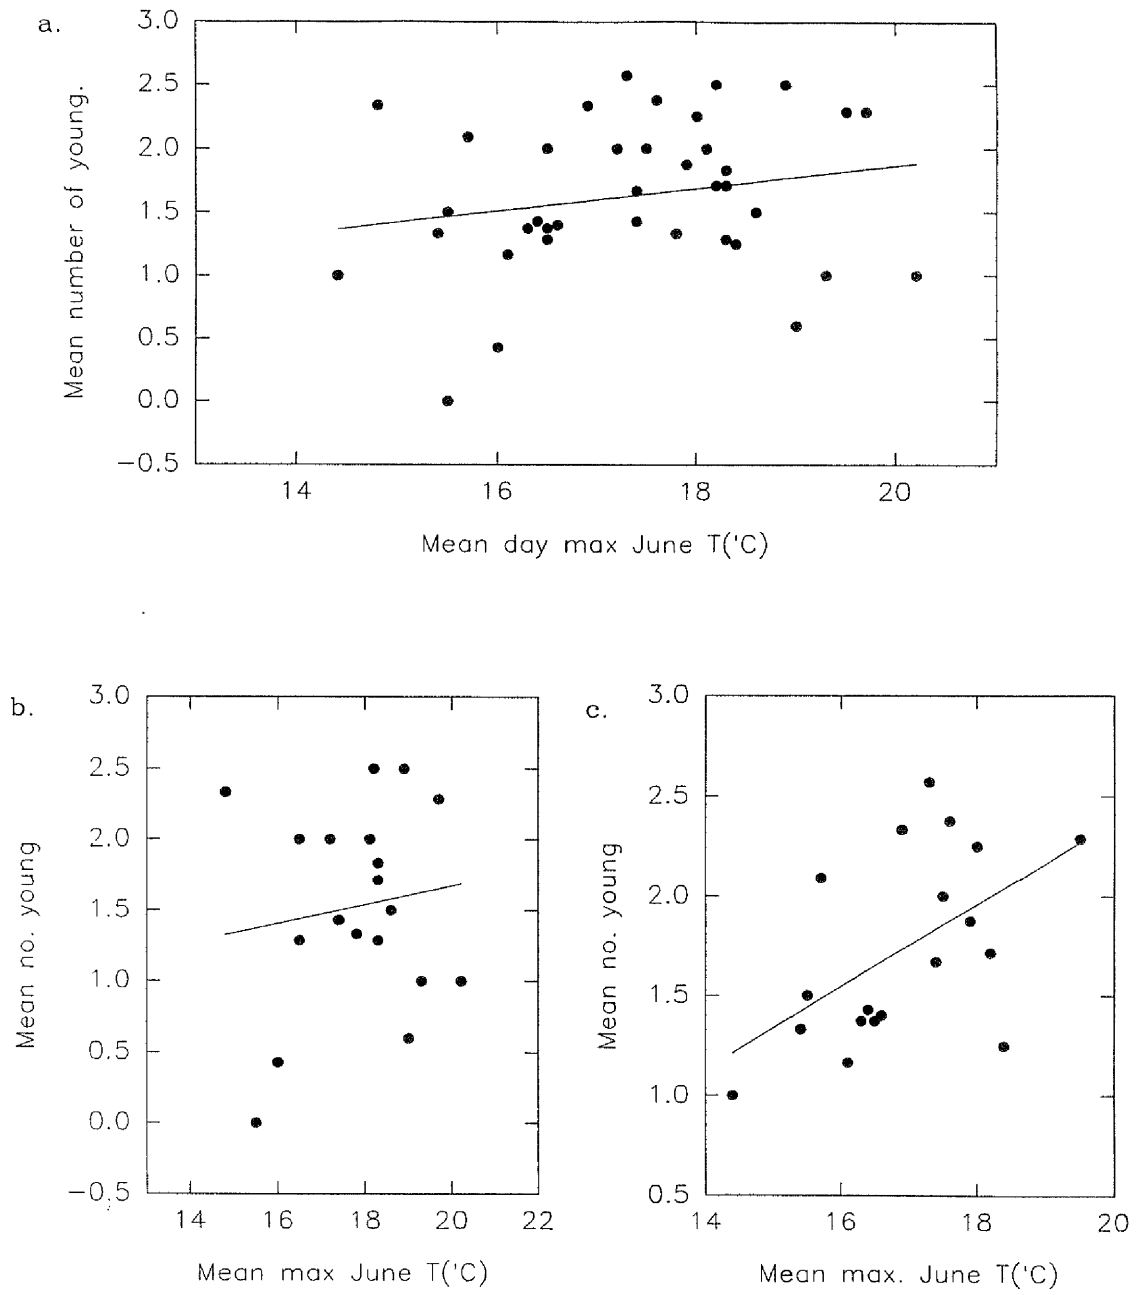 a.
3.0
2.5
2.0
1.5
1.0
0.5
0.0
−0.5
Mean number of young.
14 16 18 20
Mean day max June T('C)
b.
3.0
2.5
2.0
1.5
1.0
0.5
0.0
−0.5
Mean no. young
14 16 18 20 22
Mean max June T('C)
c.
3.0
2.5
2.0
1.5
1.0
0.5
Mean no. young
14 16 18 20
Mean max. June T('C)